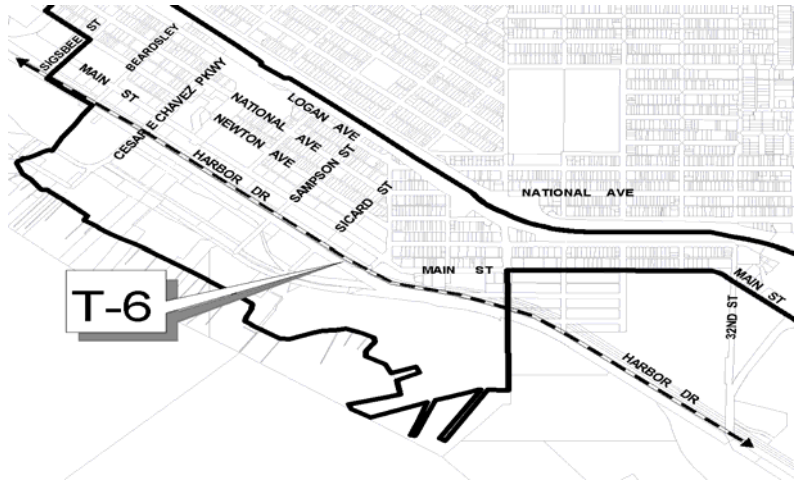 SIGSBEE ST
BEARDSLEY
MAIN ST
CESAR E CHAVEZ PKWY
LOGAN AVE
NATIONAL AVE
NEWTON AVE
HARBOR DR
SAMPSON ST
SICARD ST
NATIONAL AVE
MAIN ST
MAIN ST
T-6
32ND ST
HARBOR DR